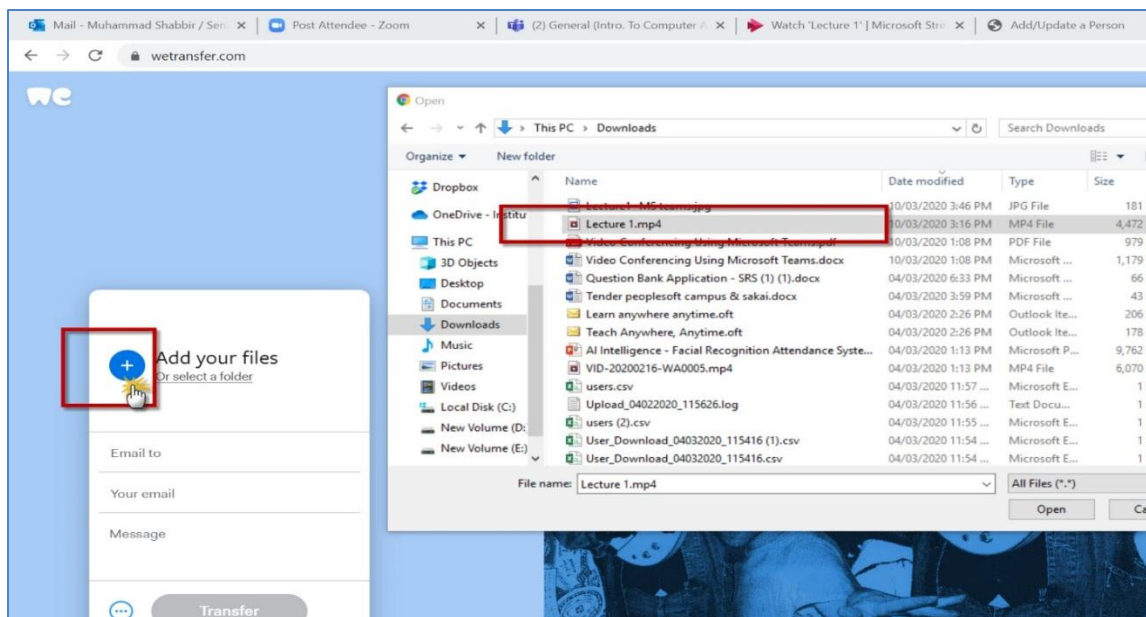 Mail - Muhammad Shabbir / Sen
Post Attendee - Zoom
(2) General (Intro. To Computer A
Watch 'Lecture 1' | Microsoft Stre
Add/Update a Person
wetransfer.com
we
Open
This PC > Downloads
Search Downloads
Organize
New folder
Name Date modified Type Size
Lecture1- MS teams.jpg 10/03/2020 3:46 PM JPG File 181
Lecture 1.mp4 10/03/2020 3:16 PM MP4 File 4,472
Video Conferencing Using Microsoft Teams.pdf 10/03/2020 1:08 PM PDF File 979
Video Conferencing Using Microsoft Teams.docx 10/03/2020 1:08 PM Microsoft ... 1,179
Question Bank Application - SRS (1) (1).docx 04/03/2020 6:33 PM Microsoft ... 66
Tender peoplesoft campus & sakai.docx 04/03/2020 3:59 PM Microsoft ... 43
Learn anywhere anytime.oft 04/03/2020 2:26 PM Outlook Ite... 206
Teach Anywhere, Anytime.oft 04/03/2020 2:26 PM Outlook Ite... 178
AI Intelligence - Facial Recognition Attendance Syste... 04/03/2020 1:13 PM Microsoft P... 9,762
VID-20200216-WA0005.mp4 04/03/2020 1:13 PM MP4 File 6,070
users.csv 04/03/2020 11:57 ... Microsoft E... 1
Upload_04022020_115626.log 04/03/2020 11:56 ... Text Docu... 1
users (2).csv 04/03/2020 11:55 ... Microsoft E... 1
User_Download_04032020_115416 (1).csv 04/03/2020 11:54 ... Microsoft E... 1
User_Download_04032020_115416.csv 04/03/2020 11:54 ... Microsoft E... 1
Dropbox
OneDrive - Institu
This PC
3D Objects
Desktop
Documents
Downloads
Music
Pictures
Videos
Local Disk (C:)
New Volume (D:
New Volume (E:)
File name: Lecture 1.mp4
All Files (*.*)
Open
Ca
Add your files
Or select a folder
Email to
Your email
Message
Transfer